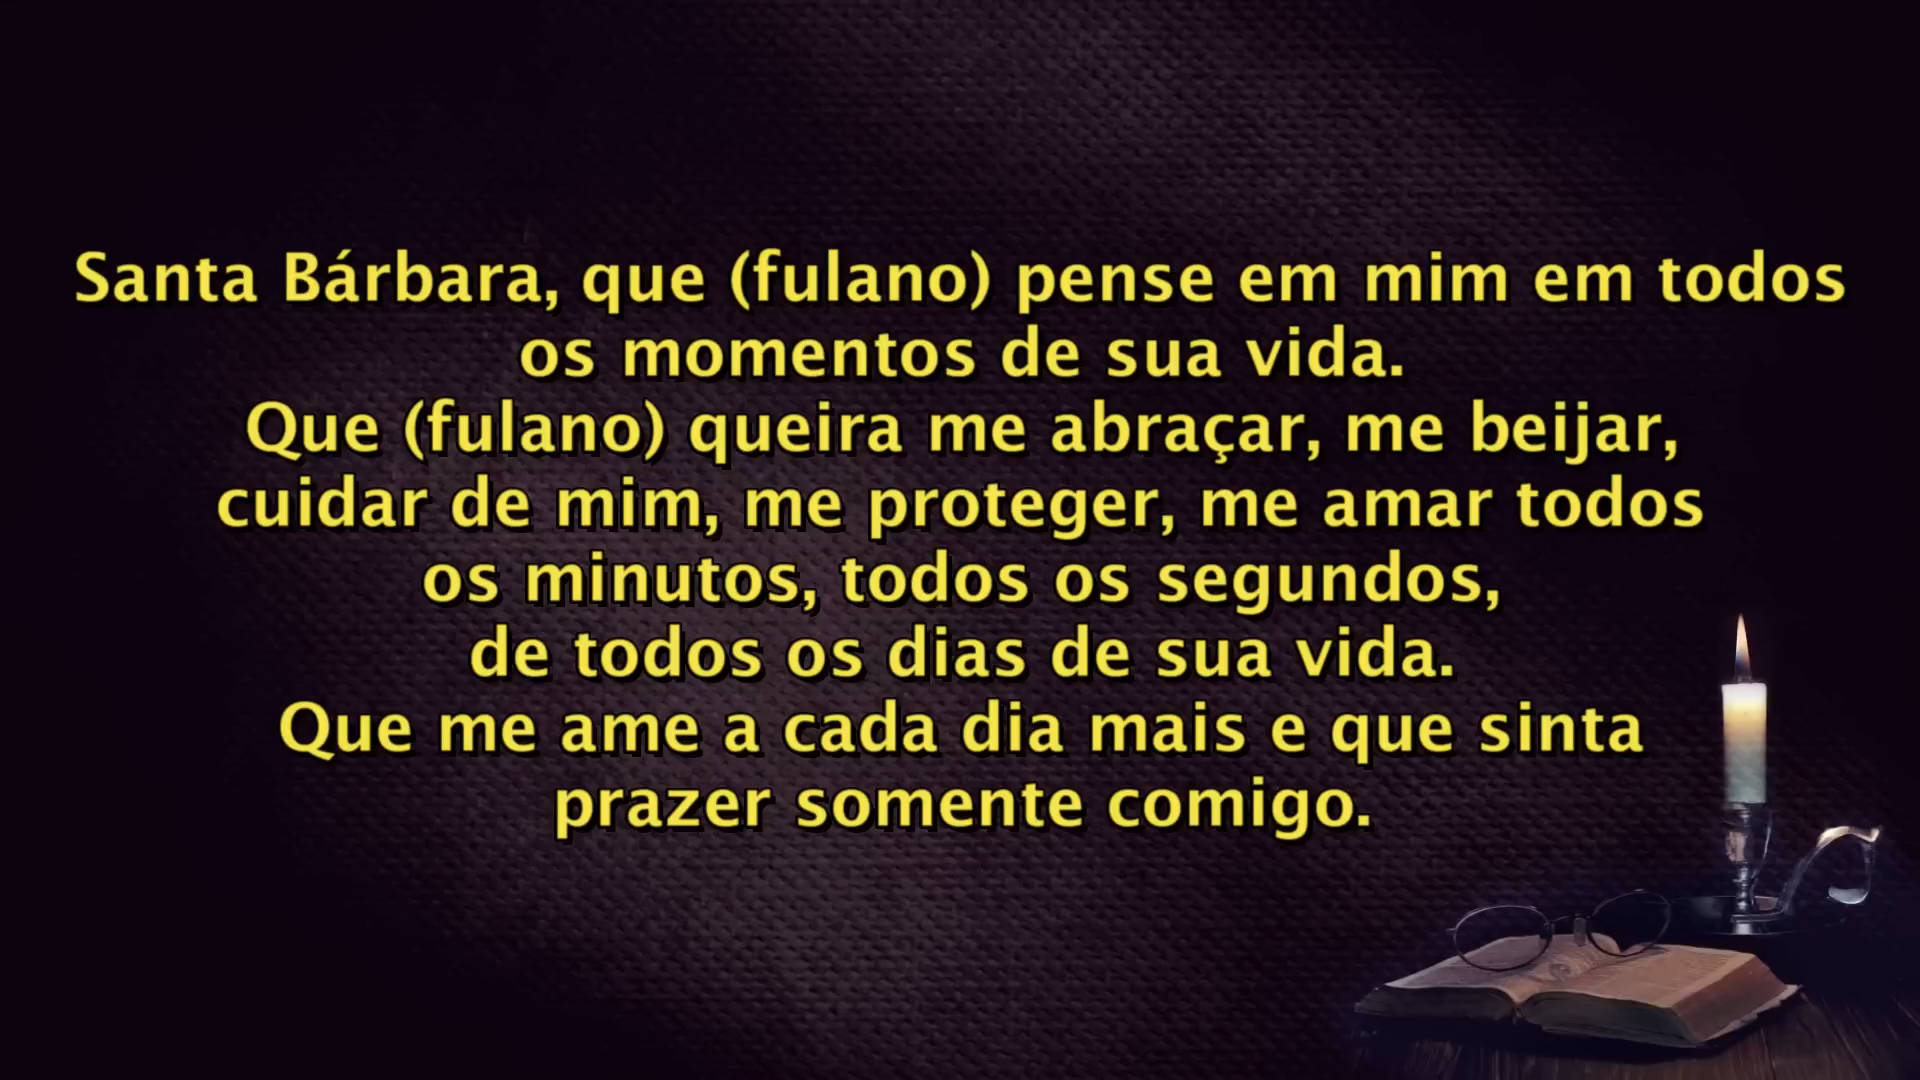 Santa Bárbara, que (fulano) pense em mim em todos
os momentos de sua vida.
Que (fulano) queira me abraçar, me beijar,
cuidar de mim, me proteger, me amar todos
os minutos, todos os segundos,
de todos os dias de sua vida.
Que me ame a cada dia mais e que sinta
prazer somente comigo.